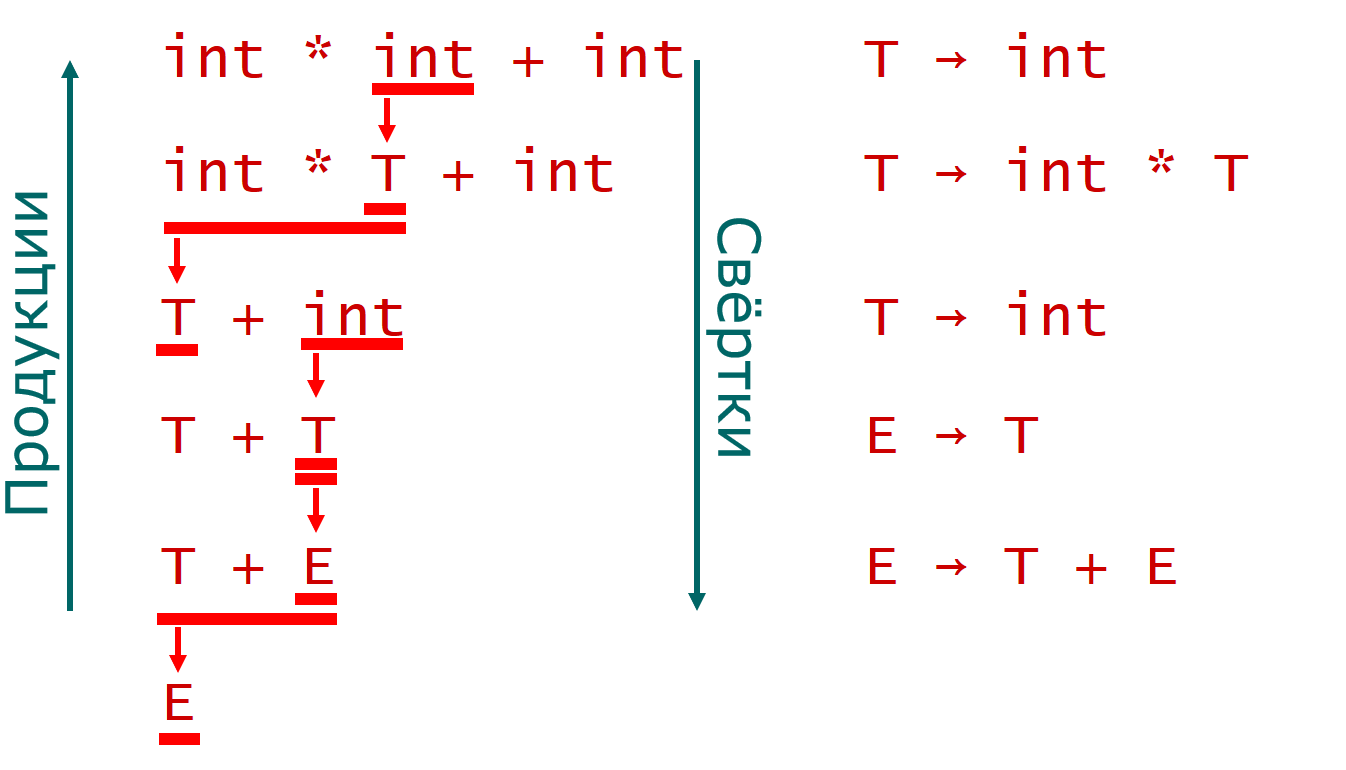 int * int + int T → int
int * T + int T → int * T
T + int T → int
T + T E → T
T + E E → T + E
E
Продукции
Свёртки